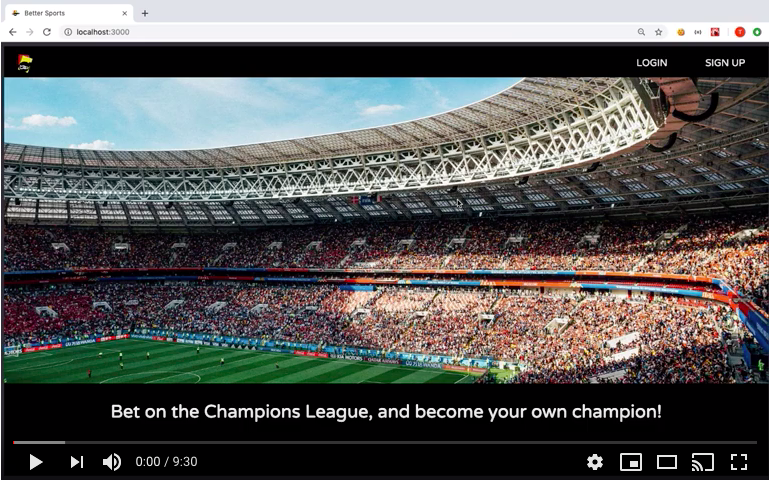 Better Sports
localhost:3000
LOGIN
SIGN UP
Bet on the Champions League, and become your own champion!
0:00 / 9:30